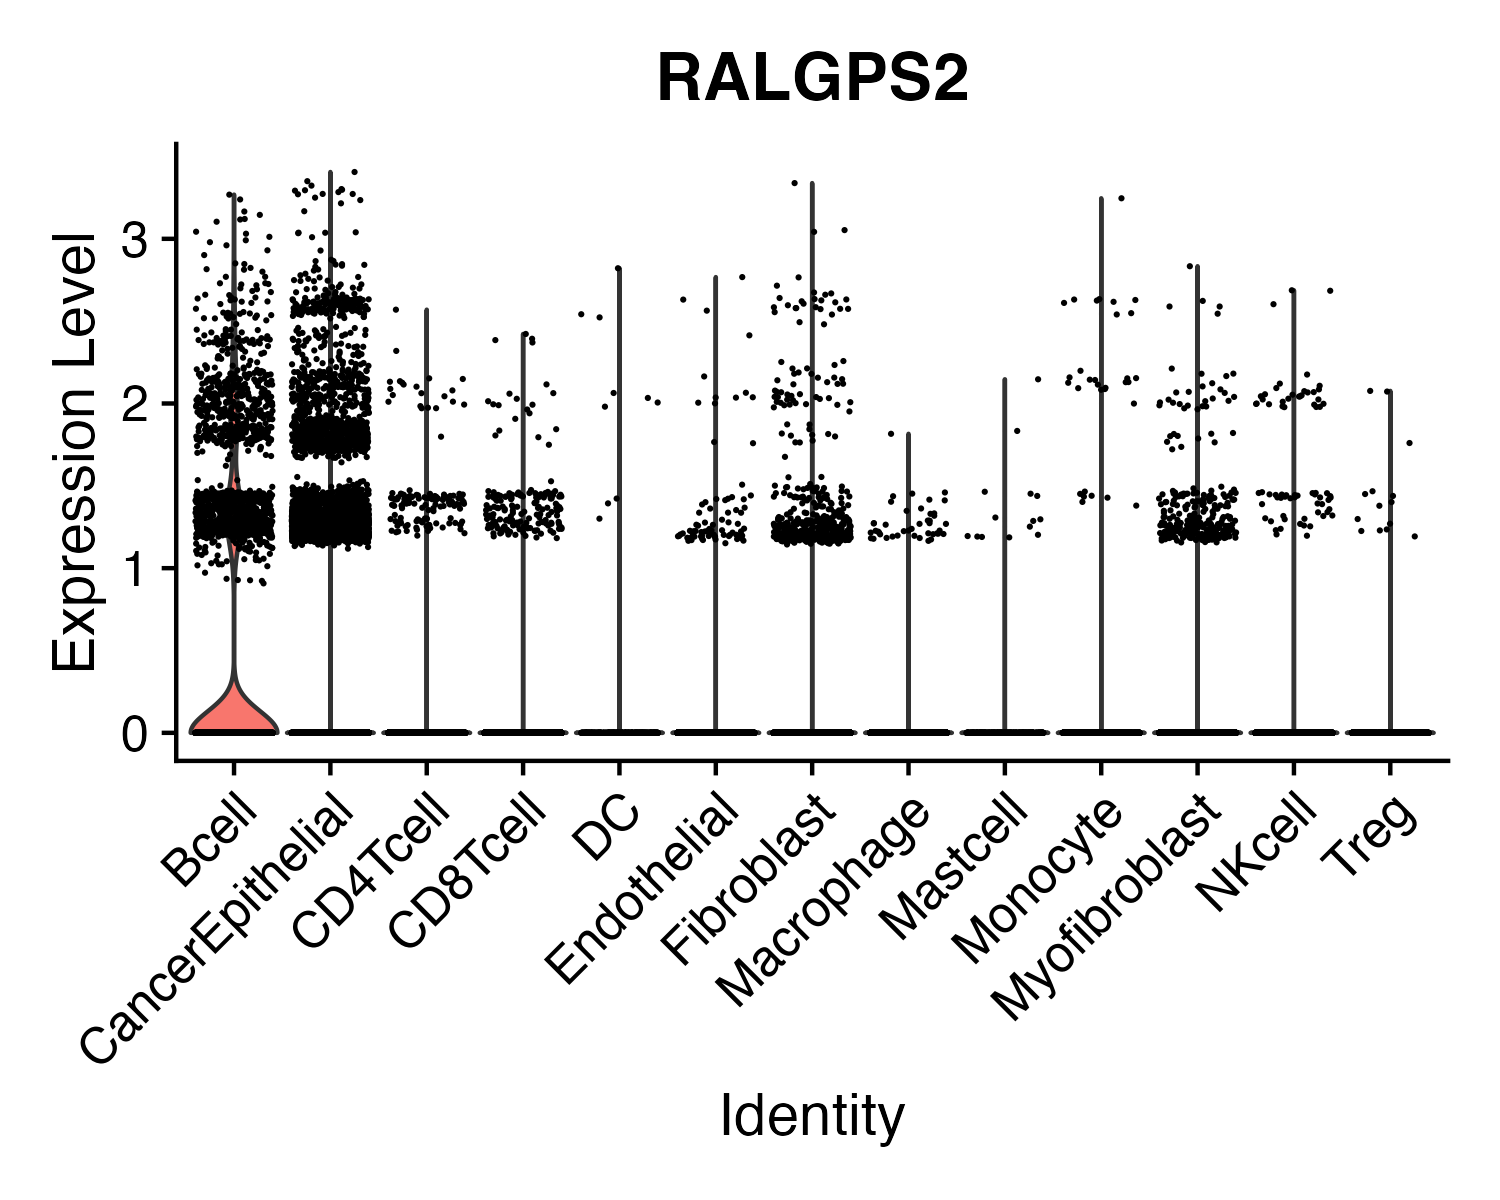 RALGPS2
Expression Level
3
2
1
0
Bcell
CancerEpithelial
CD4Tcell
CD8Tcell
DC
Endothelial
Fibroblast
Macrophage
Mastcell
Monocyte
Myofibroblast
NKcell
Treg
Identity